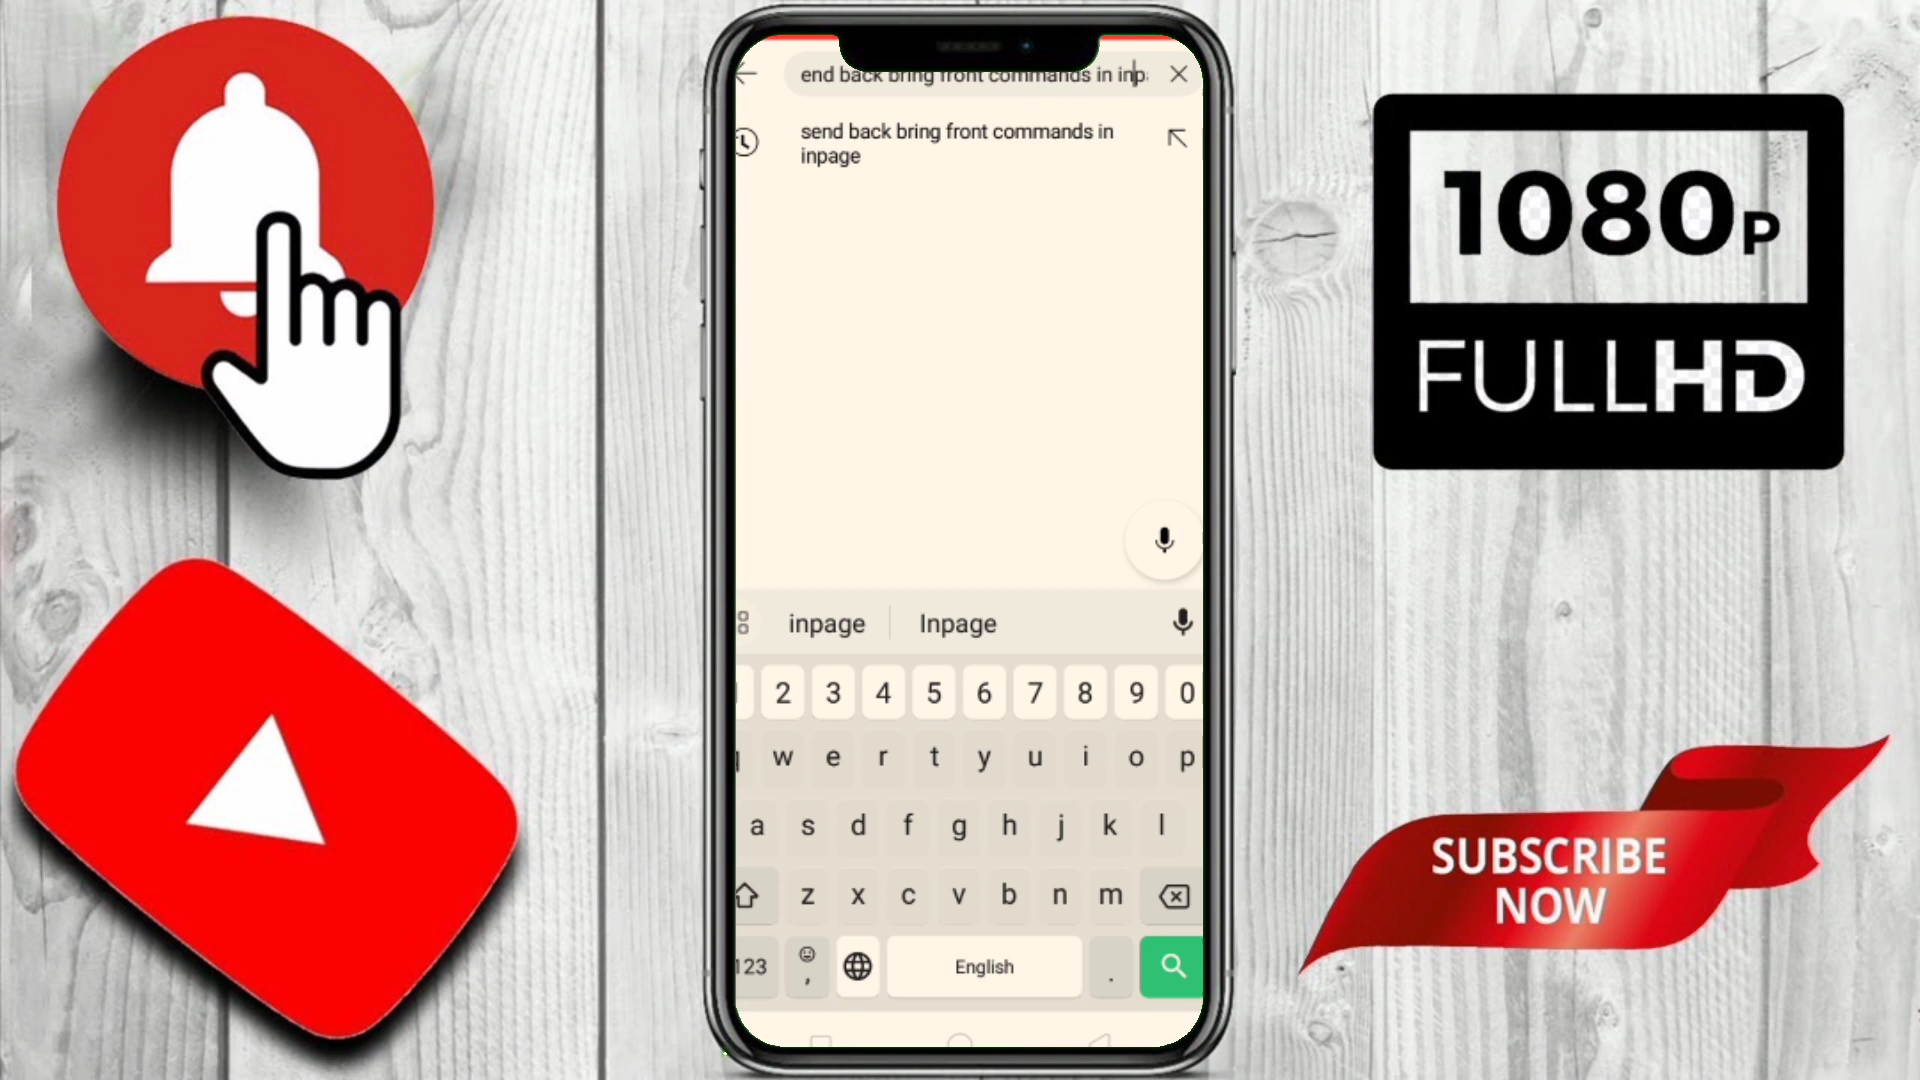 end back bring front commands in inp
send back bring front commands in
inpage
inpage Inpage
2 3 4 5 6 7 8 9 0
w e r t y u i o p
a s d f g h j k l
z x c v b n m
123 , English .
1080P
FULLHD
SUBSCRIBE
NOW